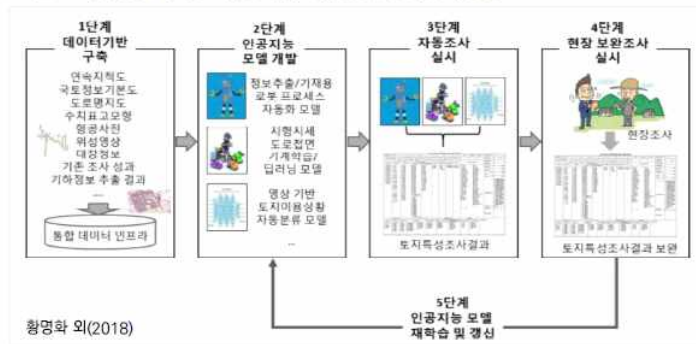 1단계
데이터기반
구축
연속지적도
국토정보기본도
도로명지도
수치표고모형
항공사진
위성영상
대장정보
기존 조사 성과
기하정보 추출 결과
...
통합 데이터 인프라
2단계
인공지능
모델 개발
정보추출/기재용
로봇 프로세스
자동화 모델
지형지세
도로접면
기계학습/
딥러닝 모델
영상 기반
토지이용상황
자동분류 모델
...
3단계
자동조사
실시
토지특성조사결과
4단계
현장 보완조사
실시
현장조사
토지특성조사결과 보완
5단계
인공지능 모델
재학습 및 갱신
황명화 외(2018)